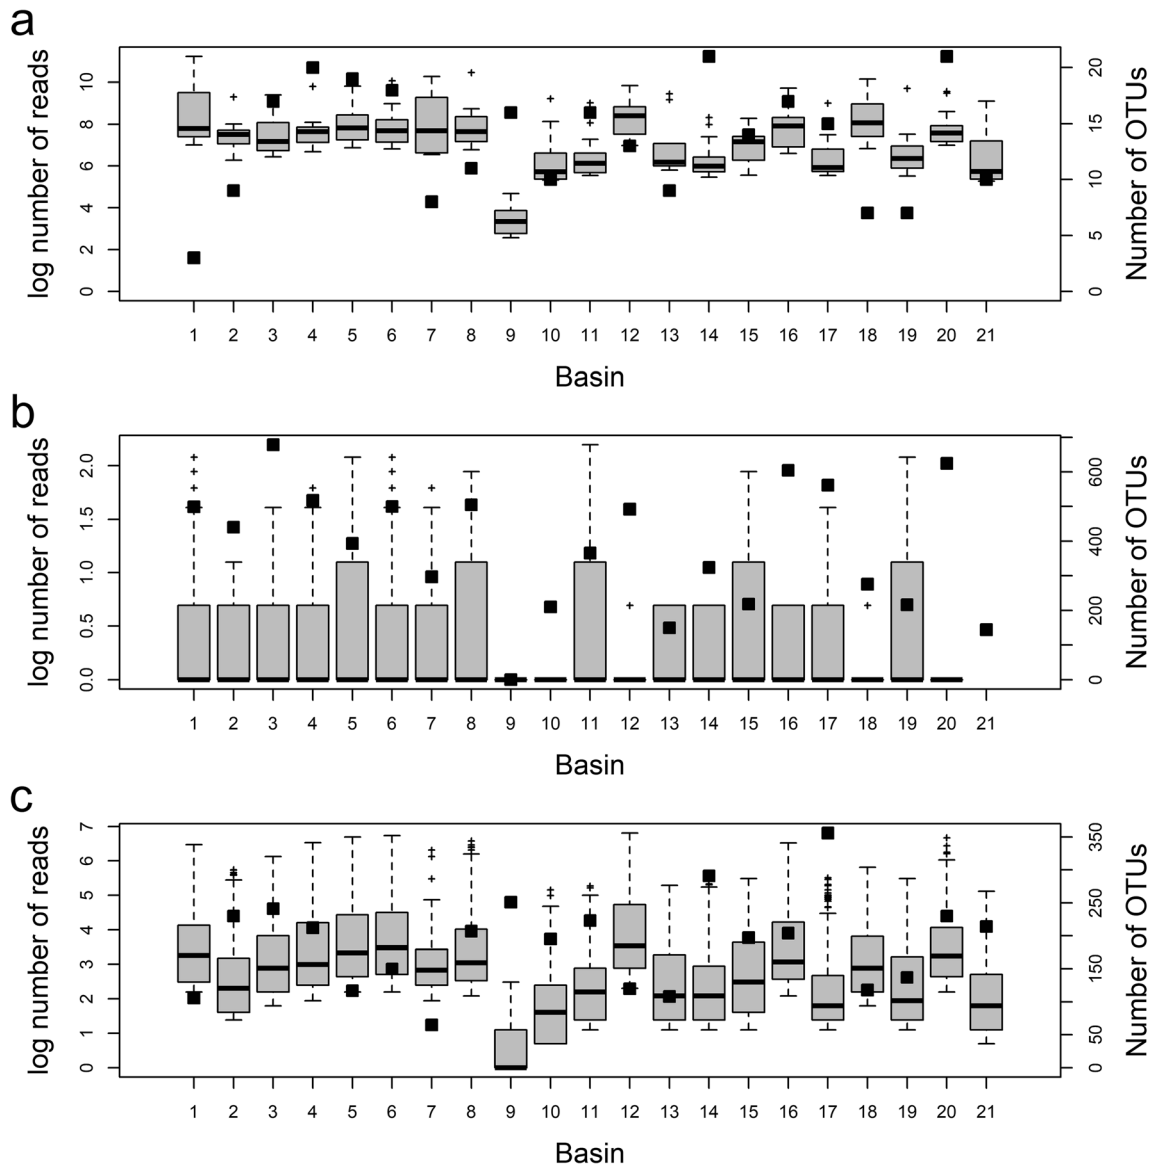 a
log number of reads
0 2 4 6 8 10
0 5 10 15 20
Number of OTUs
1 2 3 4 5 6 7 8 9 10 11 12 13 14 15 16 17 18 19 20 21
Basin
b
log number of reads
0.0 0.5 1.0 1.5 2.0
0 200 400 600
Number of OTUs
1 2 3 4 5 6 7 8 9 10 11 12 13 14 15 16 17 18 19 20 21
Basin
c
log number of reads
0 1 2 3 4 5 6 7
0 50 150 250 350
Number of OTUs
1 2 3 4 5 6 7 8 9 10 11 12 13 14 15 16 17 18 19 20 21
Basin